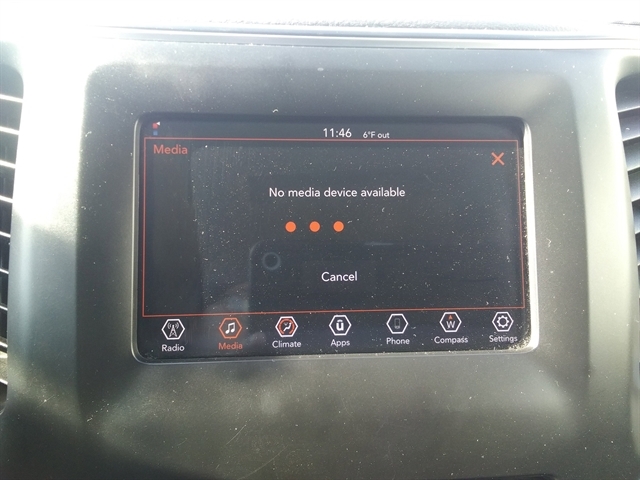 11:46 6°F out
Media
No media device available
Cancel
Radio Media Climate Apps Phone Compass Settings
W